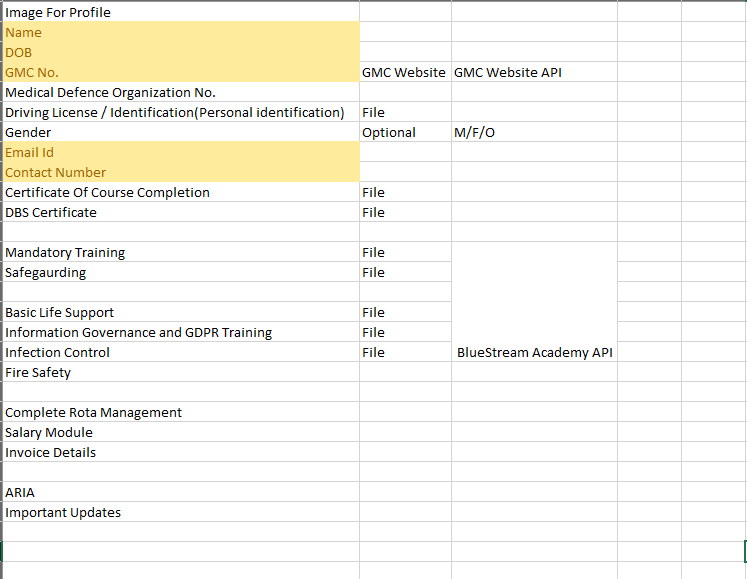 Image For Profile
Name
DOB
GMC No. GMC Website GMC Website API
Medical Defence Organization No.
Driving License / Identification(Personal identification) File
Gender Optional M/F/O
Email Id
Contact Number
Certificate Of Course Completion File
DBS Certificate File
Mandatory Training File
Safegaurding File
Basic Life Support File
Information Governance and GDPR Training File
Infection Control File BlueStream Academy API
Fire Safety
Complete Rota Management
Salary Module
Invoice Details
ARIA
Important Updates